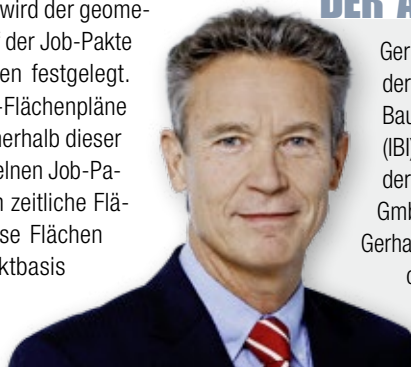 wird der geome-
f der Job-Pakte
en festgelegt.
-Flächenpläne
erhalb dieser
elnen Job-Pa-
n zeitliche Flä-
se Flächen
ktbasis
DER A
Ger
der
Bau
(IBI)
der
Gmb
Gerha